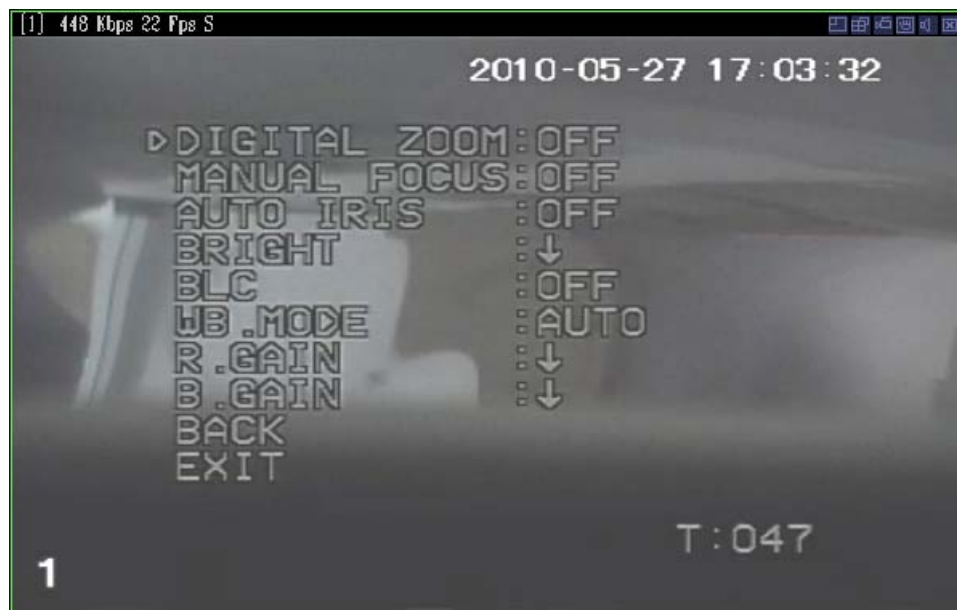 [1] 448 Kbps 22 Fps S
2010-05-27 17:03:32
DIGITAL ZOOM:OFF
MANUAL FOCUS:OFF
AUTO IRIS :OFF
BRIGHT :↓
BLC :OFF
WB.MODE :AUTO
R.GAIN :↓
B.GAIN :↓
BACK
EXIT
T:047
1